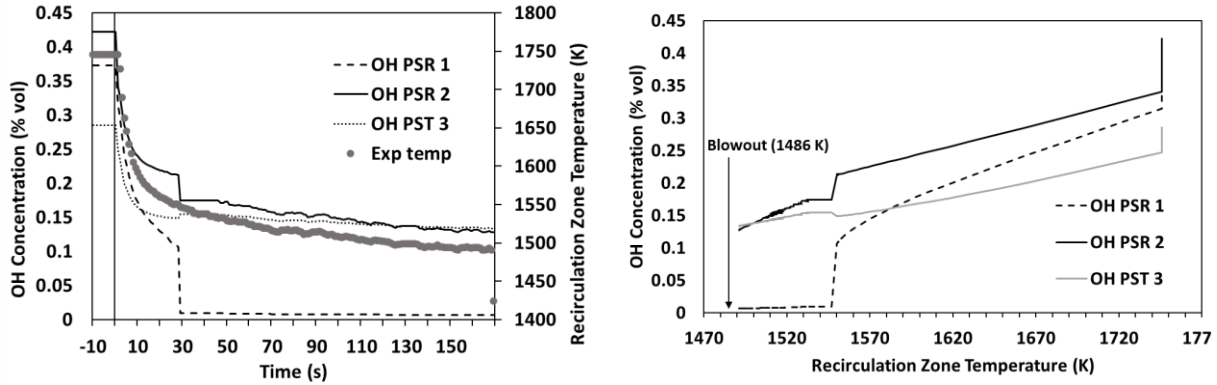 0.45
0.4
0.35
0.3
0.25
0.2
0.15
0.1
0.05
0
OH Concentration (% vol)
OH PSR 1
OH PSR 2
OH PST 3
Exp temp
1800
1750
1700
1650
1600
1550
1500
1450
1400
Recirculation Zone Temperature (K)
-10 10 30 50 70 90 110 130 150
Time (s)
0.45
0.4
0.35
0.3
0.25
0.2
0.15
0.1
0.05
0
OH Concentration (% vol)
Blowout (1486 K)
OH PSR 1
OH PSR 2
OH PST 3
1470 1520 1570 1620 1670 1720 177
Recirculation Zone Temperature (K)